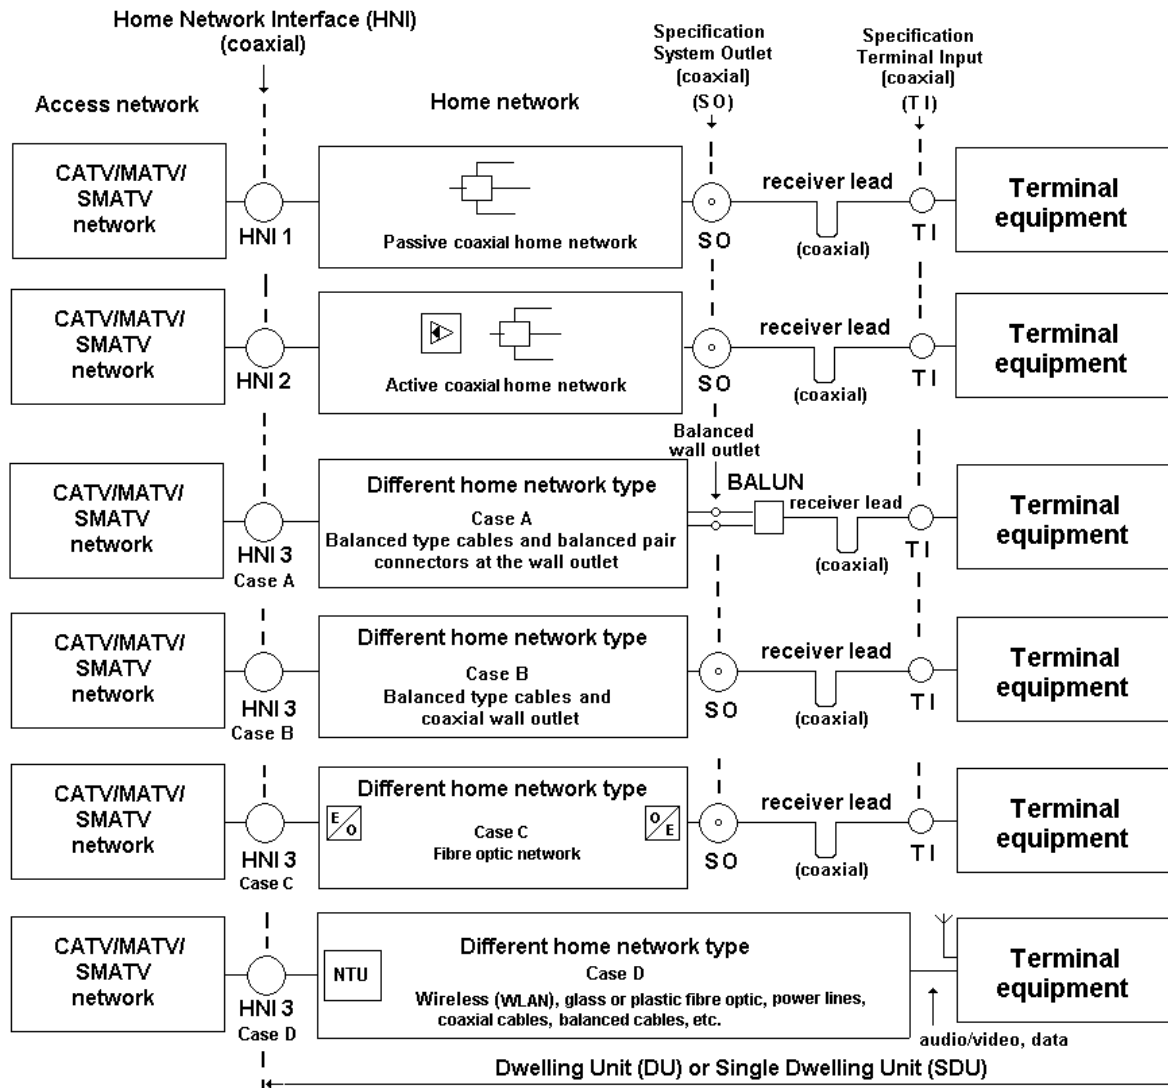 Home Network Interface (HNI)
(coaxial)
Specification
System Outlet
(coaxial)
(S O)
Specification
Terminal Input
(coaxial)
(T I)
Access network
Home network
CATV/MATV/
SMATV
network
HNI 1
Passive coaxial home network
SO
receiver lead
(coaxial)
T I
Terminal
equipment
CATV/MATV/
SMATV
network
HNI 2
Active coaxial home network
SO
receiver lead
(coaxial)
T I
Terminal
equipment
Balanced
wall outlet
CATV/MATV/
SMATV
network
HNI 3
Case A
Different home network type
Case A
Balanced type cables and balanced pair
connectors at the wall outlet
BALUN
receiver lead
(coaxial)
T I
Terminal
equipment
CATV/MATV/
SMATV
network
HNI 3
Case B
Different home network type
Case B
Balanced type cables and
coaxial wall outlet
SO
receiver lead
(coaxial)
T I
Terminal
equipment
CATV/MATV/
SMATV
network
HNI 3
Case C
Different home network type
E
O
Case C
Fibre optic network
O
E
SO
receiver lead
(coaxial)
T I
Terminal
equipment
CATV/MATV/
SMATV
network
HNI 3
Case D
NTU
Different home network type
Case D
Wireless (WLAN), glass or plastic fibre optic, power lines,
coaxial cables, balanced cables, etc.
audio/video, data
Terminal
equipment
Dwelling Unit (DU) or Single Dwelling Unit (SDU)